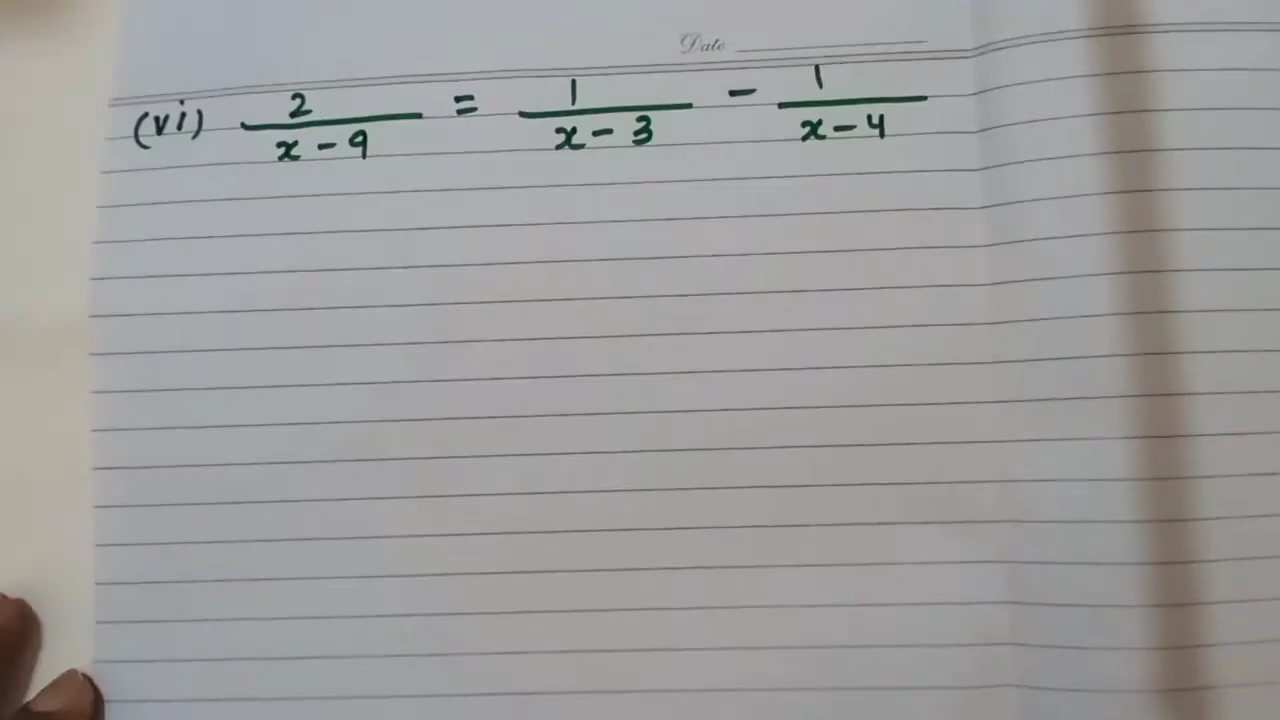 Date
(vi) 2/(x - 9) = 1/(x - 3) - 1/(x - 4)